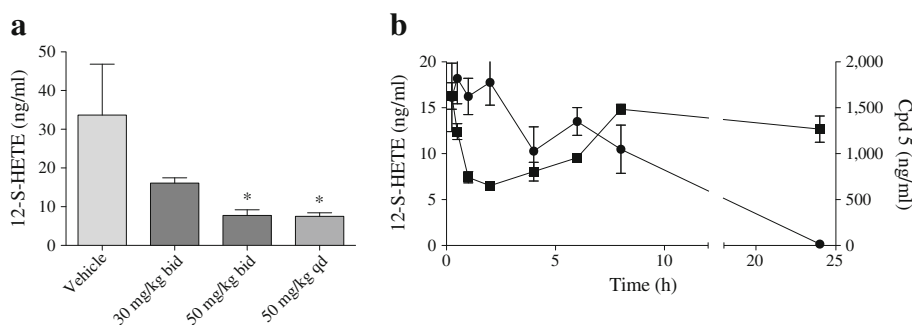 a
50
40
30
20
10
0
12-S-HETE (ng/ml)
*
*
Vehicle
30 mg/kg bid
50 mg/kg bid
50 mg/kg qd
b
20
15
10
5
0
12-S-HETE (ng/ml)
0
5
10
20
25
Time (h)
2,000
1,500
1,000
500
0
Cpd 5 (ng/ml)